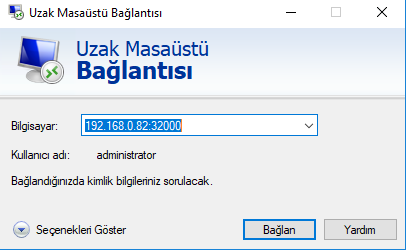 Uzak Masaüstü Bağlantısı
Uzak Masaüstü
Bağlantısı
Bilgisayar: 192.168.0.82:32000
Kullanıcı adı: administrator
Bağlandığınızda kimlik bilgileriniz sorulacak.
Seçenekleri Göster Bağlan Yardım